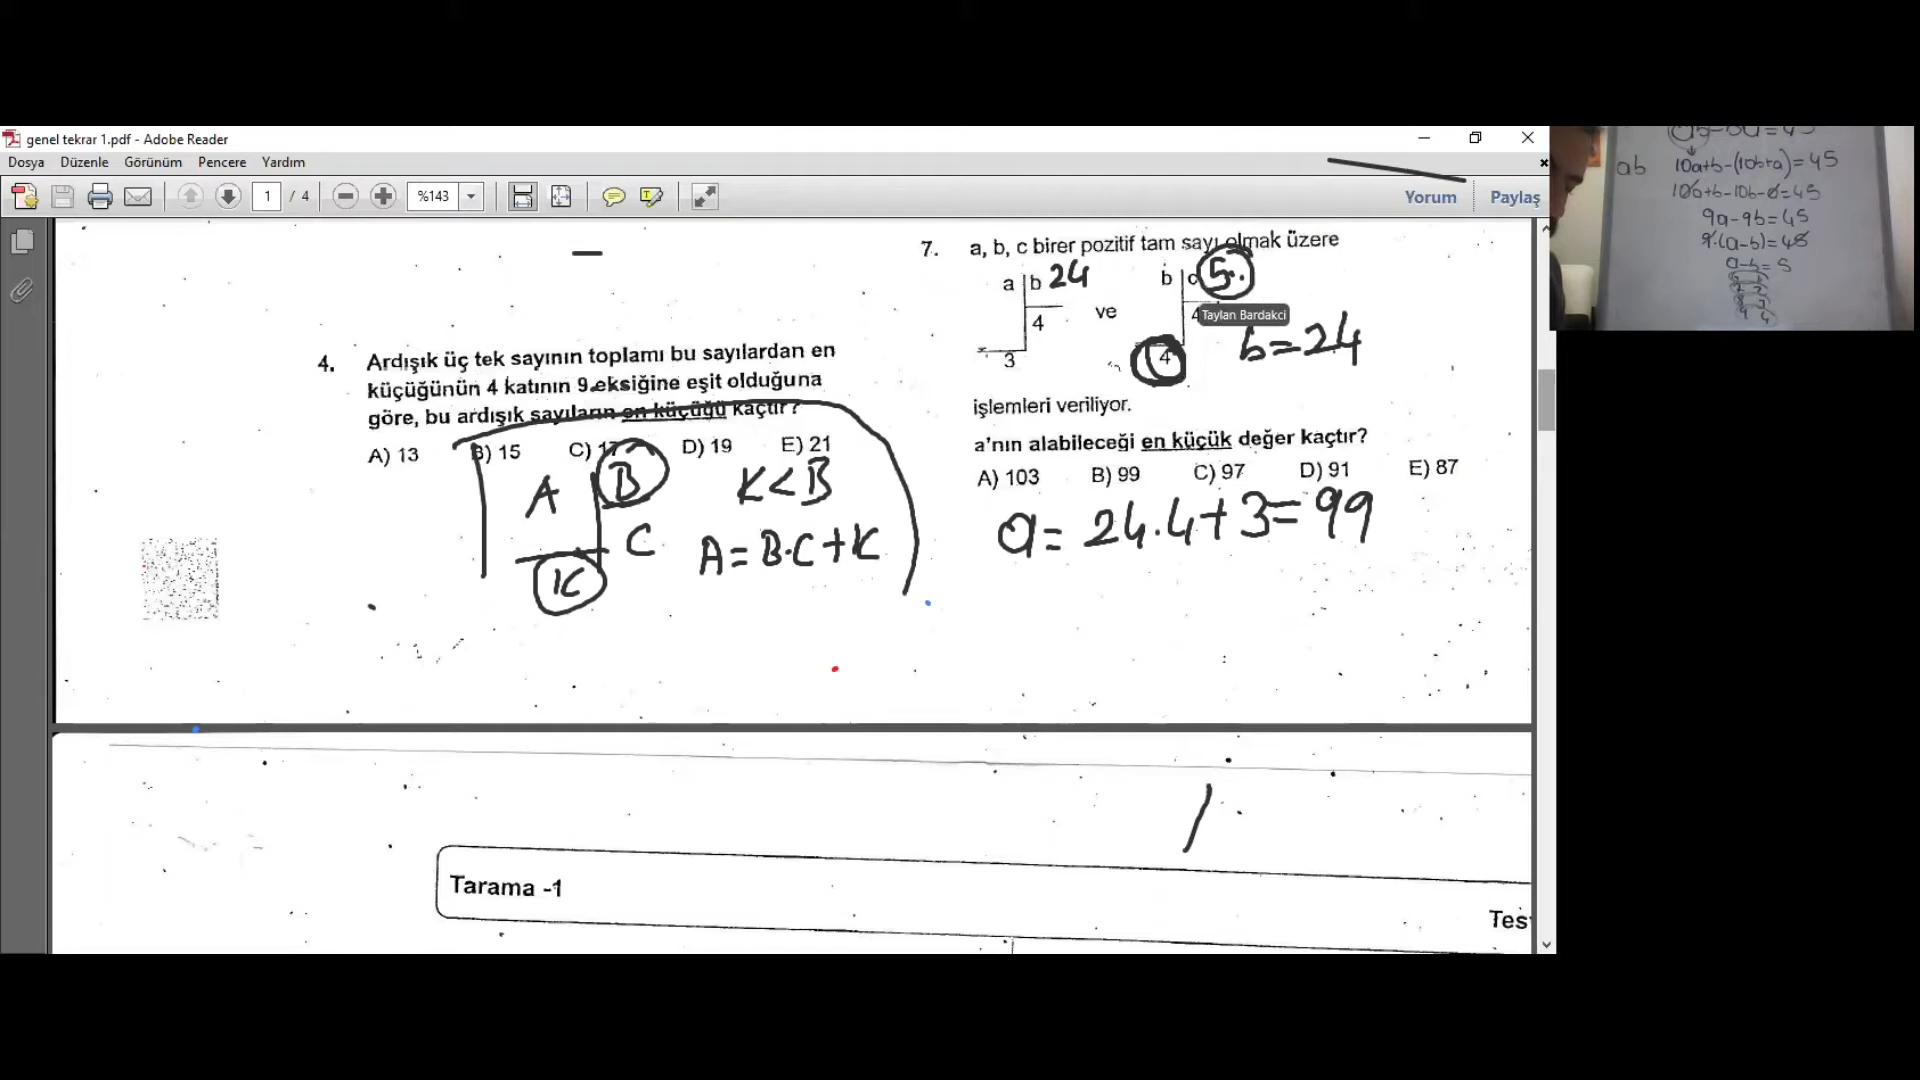 genel tekrar 1.pdf - Adobe Reader
Dosya Düzenle Görünüm Pencere Yardım
1 / 4 %143 Yorum Paylaş
4. Ardışık üç tek sayının toplamı bu sayılardan en
küçüğünün 4 katının 9 eksiğine eşit olduğuna
göre, bu ardışık sayıların en küçüğü kaçtır?
A) 13 B) 15 C) 17 D) 19 E) 21
A B K<B
K C A=B·C+K
7. a, b, c birer pozitif tam sayı olmak üzere
a b 24 ve b c 5
4 4
3 4 b=24
Taylan Bardakci
işlemleri veriliyor.
a'nın alabileceği en küçük değer kaçtır?
A) 103 B) 99 C) 97 D) 91 E) 87
a= 24.4+3=99
Tarama -1
Tes
ab 10a+b-(10b+a)=45
10a+b-10b-a=45
9a-9b=45
9·(a-b)=45
a-b=5